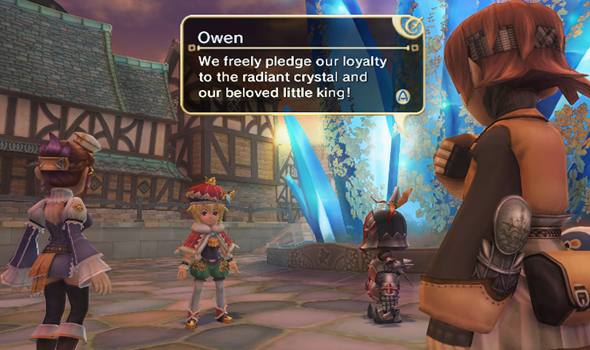 Owen
We freely pledge our loyalty
to the radiant crystal and
our beloved little king!
A